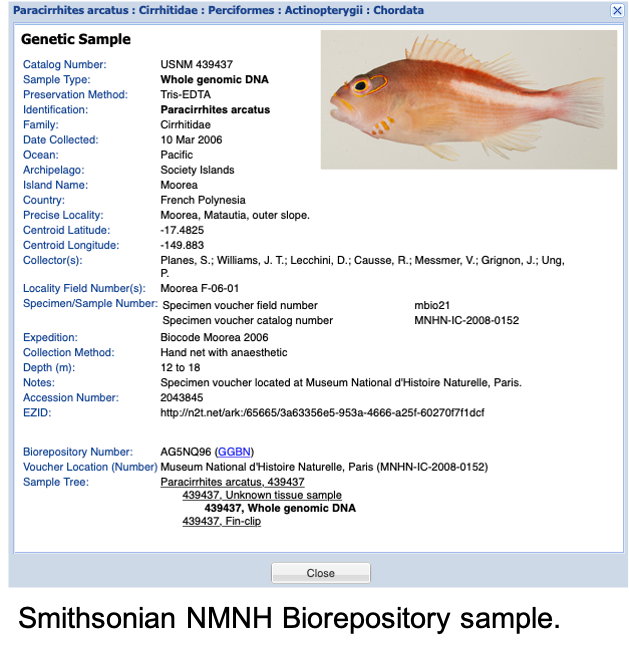 Paracirrhites arcatus : Cirrhitidae : Perciformes : Actinopterygii : Chordata
Genetic Sample
Catalog Number: USNM 439437
Sample Type: Whole genomic DNA
Preservation Method: Tris-EDTA
Identification: Paracirrhites arcatus
Family: Cirrhitidae
Date Collected: 10 Mar 2006
Ocean: Pacific
Archipelago: Society Islands
Island Name: Moorea
Country: French Polynesia
Precise Locality: Moorea, Matautia, outer slope.
Centroid Latitude: -17.4825
Centroid Longitude: -149.883
Collector(s): Planes, S.; Williams, J. T.; Lecchini, D.; Causse, R.; Messmer, V.; Grignon, J.; Ung,
P.
Locality Field Number(s): Moorea F-06-01
Specimen/Sample Number: Specimen voucher field number mbio21
Specimen voucher catalog number MNHN-IC-2008-0152
Expedition: Biocode Moorea 2006
Collection Method: Hand net with anaesthetic
Depth (m): 12 to 18
Notes: Specimen voucher located at Museum National d'Histoire Naturelle, Paris.
Accession Number: 2043845
EZID: http://n2t.net/ark:/65665/3a63356e5-953a-4666-a25f-60270f7f1dcf
Biorepository Number: AG5NQ96 (GGBN)
Voucher Location (Number) Museum National d'Histoire Naturelle, Paris (MNHN-IC-2008-0152)
Sample Tree: Paracirrhites arcatus, 439437
439437, Unknown tissue sample
439437, Whole genomic DNA
439437, Fin-clip
Close
Smithsonian NMNH Biorepository sample.